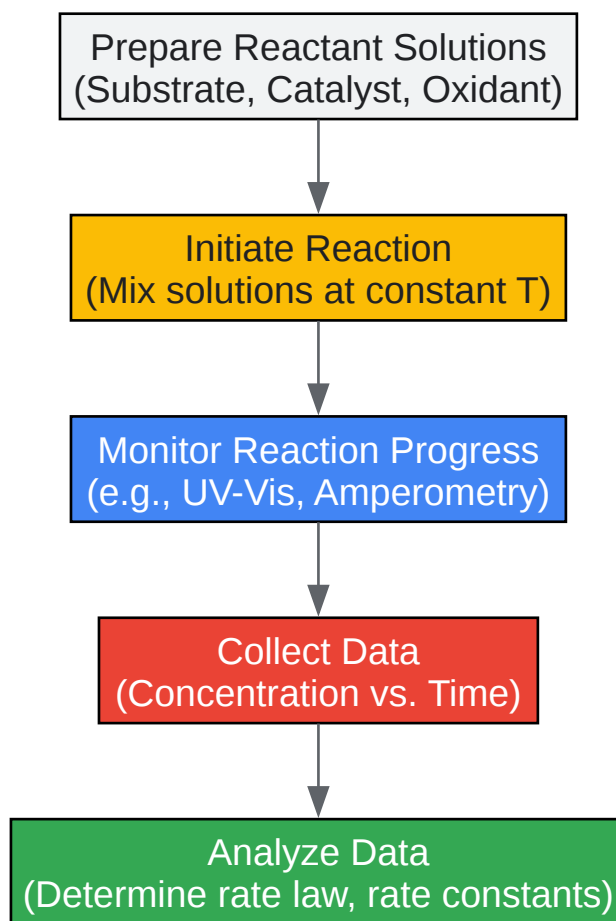 Prepare Reactant Solutions
(Substrate, Catalyst, Oxidant)
Initiate Reaction
(Mix solutions at constant T)
Monitor Reaction Progress
(e.g., UV-Vis, Amperometry)
Collect Data
(Concentration vs. Time)
Analyze Data
(Determine rate law, rate constants)